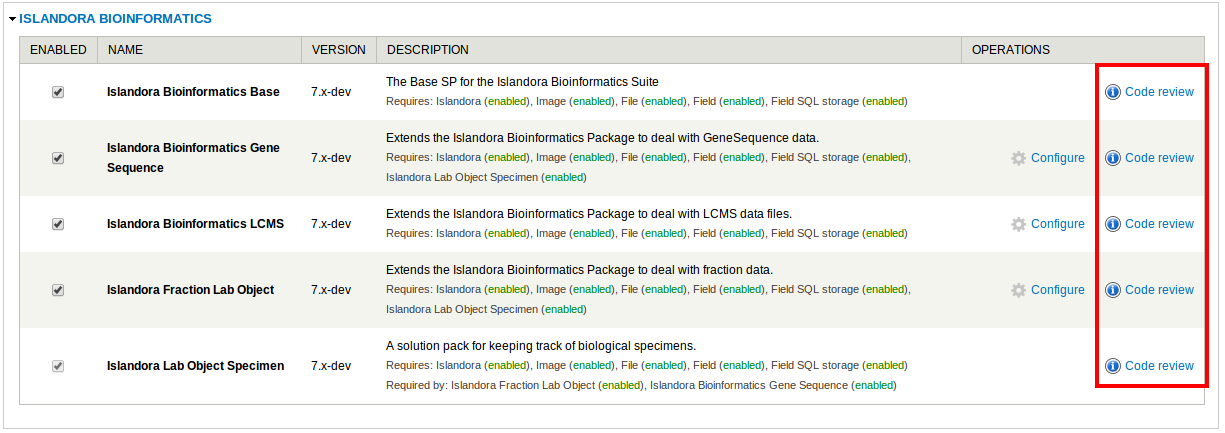 ISLANDORA BIOINFORMATICS
ENABLED NAME VERSION DESCRIPTION OPERATIONS
The Base SP for the Islandora Bioinformatics Suite
Islandora Bioinformatics Base 7.x-dev Code review
Requires: Islandora (enabled), Image (enabled), File (enabled), Field (enabled), Field SQL storage (enabled)
Extends the Islandora Bioinformatics Package to deal with GeneSequence data.
Islandora Bioinformatics Gene
Sequence 7.x-dev Configure Code review
Requires: Islandora (enabled), Image (enabled), File (enabled), Field (enabled), Field SQL storage (enabled),
Islandora Lab Object Specimen (enabled)
Extends the Islandora Bioinformatics Package to deal with LCMS data files.
Islandora Bioinformatics LCMS 7.x-dev Configure Code review
Requires: Islandora (enabled), Image (enabled), File (enabled), Field (enabled), Field SQL storage (enabled)
Extends the Islandora Bioinformatics Package to deal with fraction data.
Islandora Fraction Lab Object 7.x-dev Configure Code review
Requires: Islandora (enabled), Image (enabled), File (enabled), Field (enabled), Field SQL storage (enabled),
Islandora Lab Object Specimen (enabled)
A solution pack for keeping track of biological specimens.
Islandora Lab Object Specimen 7.x-dev Code review
Requires: Islandora (enabled), Image (enabled), File (enabled), Field (enabled), Field SQL storage (enabled)
Required by: Islandora Fraction Lab Object (enabled), Islandora Bioinformatics Gene Sequence (enabled)